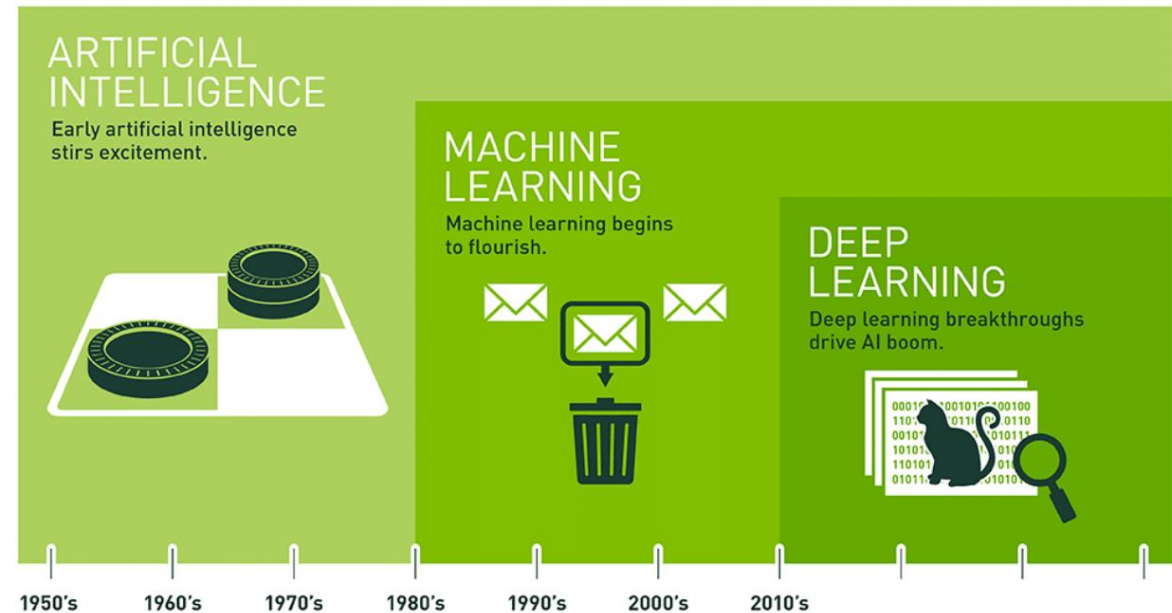 ARTIFICIAL
INTELLIGENCE
Early artificial intelligence
stirs excitement.
MACHINE
LEARNING
Machine learning begins
to flourish.
DEEP
LEARNING
Deep learning breakthroughs
drive AI boom.
1950's
1960's
1970's
1980's
1990's
2000's
2010's